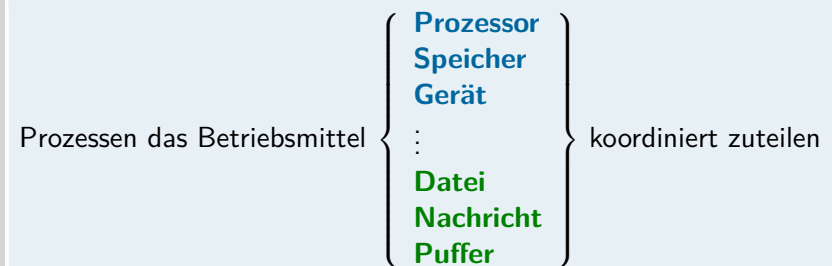 Prozessor
Speicher
Gerät
Prozessen das Betriebsmittel ⋮ koordiniert zuteilen
Datei
Nachricht
Puffer